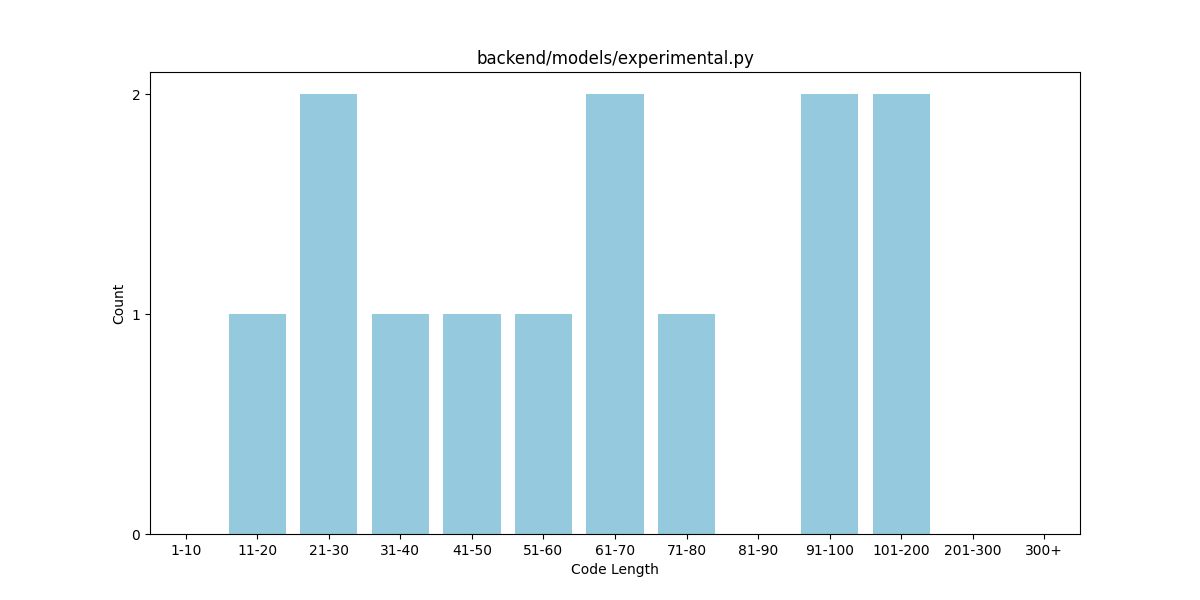 backend/models/experimental.py
2
1
0
Count
1-10 11-20 21-30 31-40 41-50 51-60 61-70 71-80 81-90 91-100 101-200 201-300 300+
Code Length